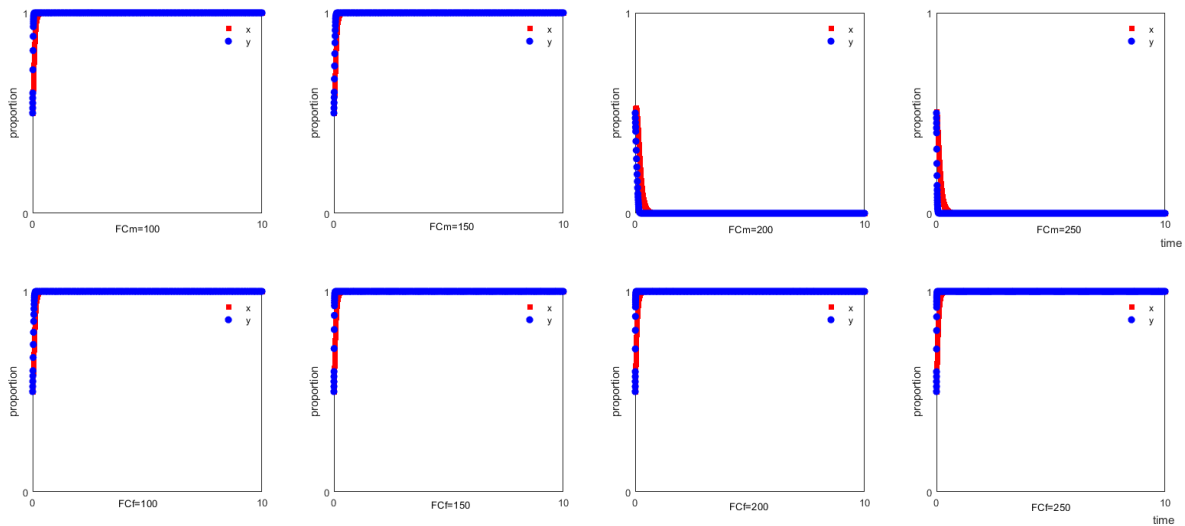 1
x
y
proportion
0
0
10
FCm=100
1
x
y
proportion
0
0
10
FCm=150
1
x
y
proportion
0
0
10
FCm=200
1
x
y
proportion
0
0
10
FCm=250
time
1
x
y
proportion
0
0
10
FCf=100
1
x
y
proportion
0
0
10
FCf=150
1
x
y
proportion
0
0
10
FCf=200
1
x
y
proportion
0
0
10
FCf=250
time